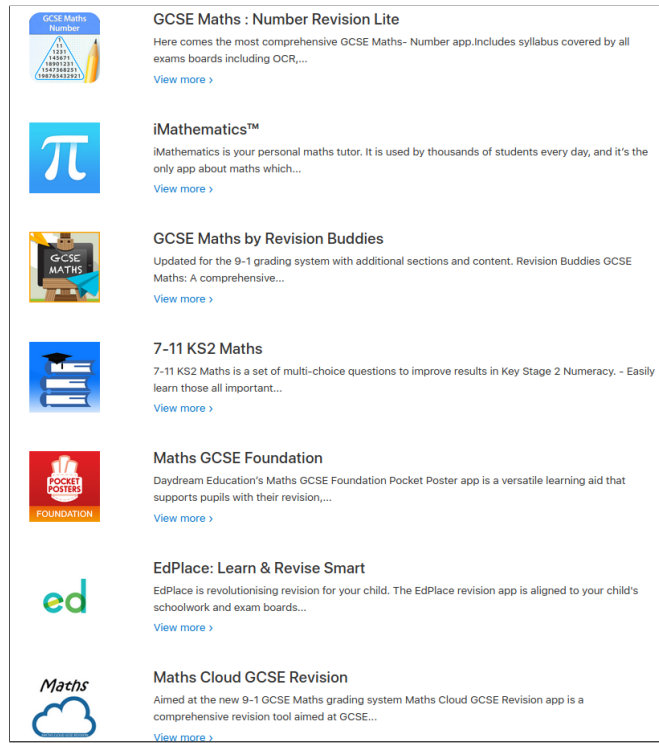 GCSE Maths
Number
1
11
1231
145671
18901231
1547368251
198765432921
GCSE Maths : Number Revision Lite
Here comes the most comprehensive GCSE Maths- Number app.Includes syllabus covered by all
exams boards including OCR,...
View more ›
π
iMathematics™
iMathematics is your personal maths tutor. It is used by thousands of students every day, and it's the
only app about maths which...
View more ›
GCSE
MATHS
GCSE Maths by Revision Buddies
Updated for the 9-1 grading system with additional sections and content. Revision Buddies GCSE
Maths: A comprehensive...
View more ›
7-11 KS2 Maths
7-11 KS2 Maths is a set of multi-choice questions to improve results in Key Stage 2 Numeracy. - Easily
learn those all important...
View more ›
POCKET
POSTERS
FOUNDATION
Maths GCSE Foundation
Daydream Education's Maths GCSE Foundation Pocket Poster app is a versatile learning aid that
supports pupils with their revision,...
View more ›
ed
EdPlace: Learn & Revise Smart
EdPlace is revolutionising revision for your child. The EdPlace revision app is aligned to your child's
schoolwork and exam boards...
View more ›
Maths
Maths Cloud GCSE Revision
Aimed at the new 9-1 GCSE Maths grading system Maths Cloud GCSE Revision app is a
comprehensive revision tool aimed at GCSE...
View more ›